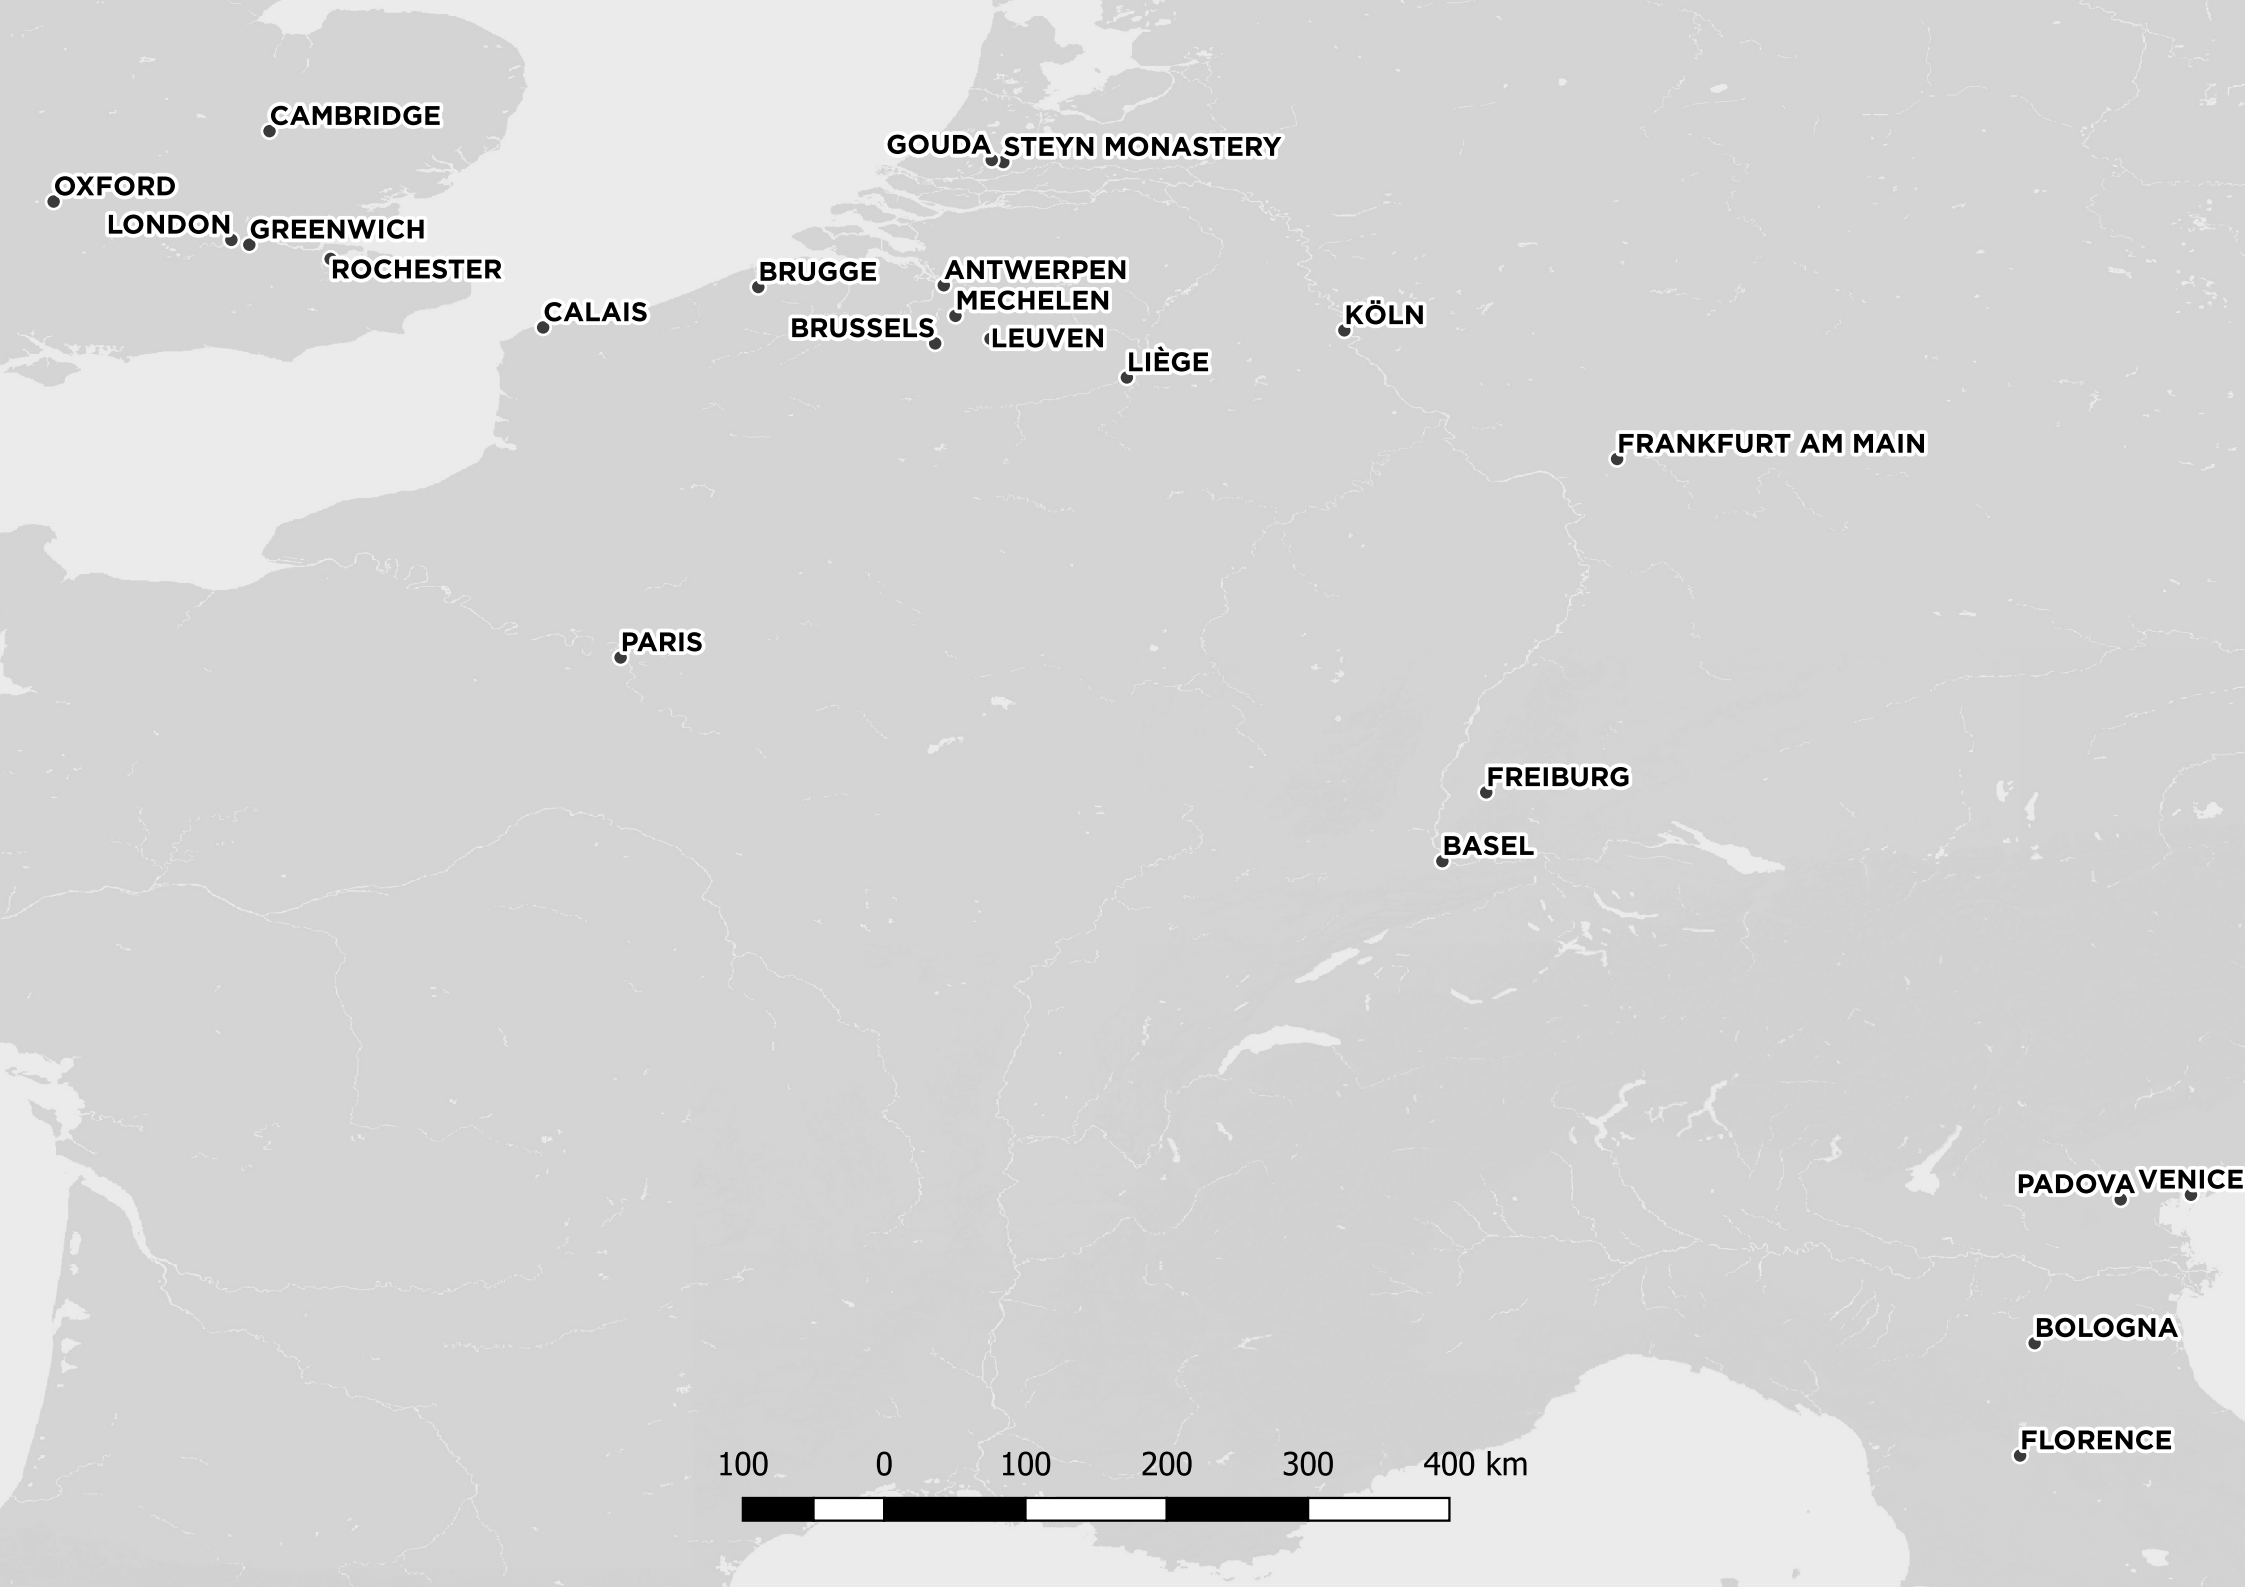 CAMBRIDGE
GOUDA
STEYN MONASTERY
OXFORD
LONDON
GREENWICH
ROCHESTER
BRUGGE
ANTWERPEN
MECHELEN
CALAIS
BRUSSELS
LEUVEN
KÖLN
LIÈGE
FRANKFURT AM MAIN
PARIS
FREIBURG
BASEL
PADOVA
VENICE
BOLOGNA
FLORENCE
100 0 100 200 300 400 km